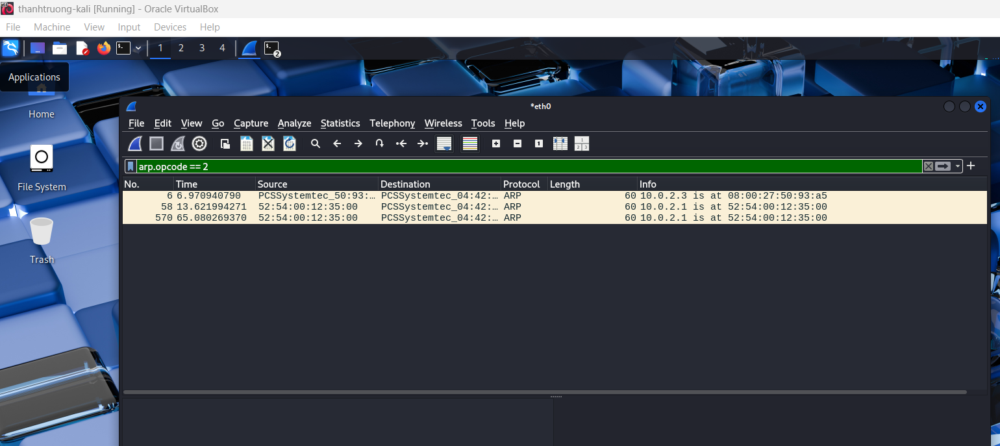 thanhtruong-kali [Running] - Oracle VirtualBox
File Machine View Input Devices Help
1 2 3 4 2
Applications
Home
File System
Trash
*eth0
File Edit View Go Capture Analyze Statistics Telephony Wireless Tools Help
arp.opcode == 2
No. Time Source Destination Protocol Length Info
6 6.970940790 PCSSystemtec_50:93:… PCSSystemtec_04:42:… ARP 60 10.0.2.3 is at 08:00:27:50:93:a5
58 13.621994271 52:54:00:12:35:00 PCSSystemtec_04:42:… ARP 60 10.0.2.1 is at 52:54:00:12:35:00
570 65.080269370 52:54:00:12:35:00 PCSSystemtec_04:42:… ARP 60 10.0.2.1 is at 52:54:00:12:35:00